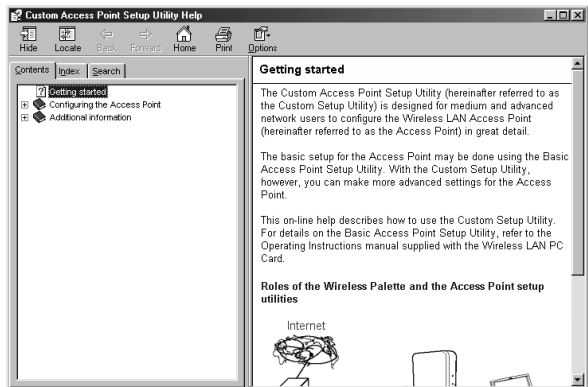 Custom Access Point Setup Utility Help
Hide Locate Back Forward Home Print Options
Contents Index Search
Getting started
Configuring the Access Point
Additional information
Getting started
The Custom Access Point Setup Utility (hereinafter referred to as
the Custom Setup Utility) is designed for medium and advanced
network users to configure the Wireless LAN Access Point
(hereinafter referred to as the Access Point) in great detail.
The basic setup for the Access Point may be done using the Basic
Access Point Setup Utility. With the Custom Setup Utility,
however, you can make more advanced settings for the Access
Point.
This on-line help describes how to use the Custom Setup Utility.
For details on the Basic Access Point Setup Utility, refer to the
Operating Instructions manual supplied with the Wireless LAN PC
Card.
Roles of the Wireless Palette and the Access Point setup
utilities
Internet